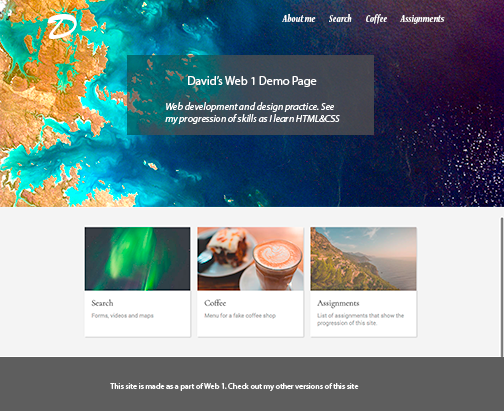 D
About me Search Coffee Assignments
David's Web 1 Demo Page
Web development and design practice. See
my progression of skills as I learn HTML&CSS
Search
Forms, videos and maps
Coffee
Menu for a fake coffee shop
Assignments
List of assignments that show the
progression of this site.
This site is made as a part of Web 1. Check out my other versions of this site